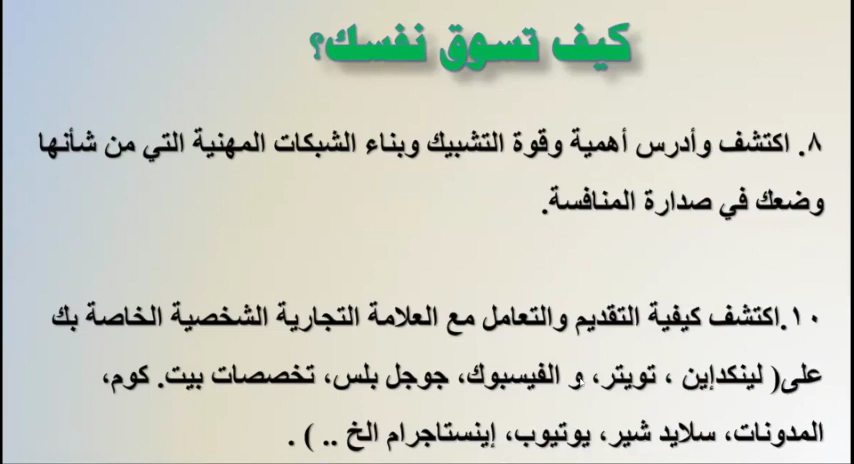 كيف تسوق نفسك؟
٨. اكتشف وأدرس أهمية وقوة التشبيك وبناء الشبكات المهنية التي من شأنها
وضعك في صدارة المنافسة.
١٠.اكتشف كيفية التقديم والتعامل مع العلامة التجارية الشخصية الخاصة بك
على( لينكدإين ، تويتر، و الفيسبوك، جوجل بلس، تخصصات بيت. كوم،
المدونات، سلايد شير، يوتيوب، إينستاجرام الخ .. ) .